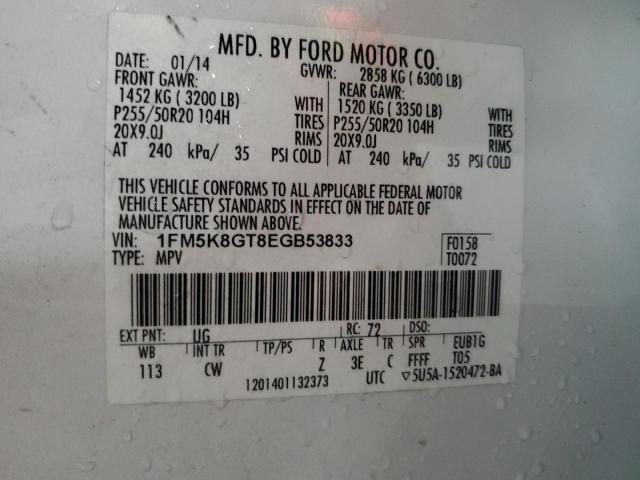 MFD. BY FORD MOTOR CO.
DATE: 01/14 GVWR: 2858 KG ( 6300 LB)
FRONT GAWR: REAR GAWR:
1452 KG ( 3200 LB) WITH 1520 KG ( 3350 LB) WITH
P255/50R20 104H TIRES P255/50R20 104H TIRES
20X9.0J RIMS 20X9.0J RIMS
AT 240 kPa/ 35 PSI COLD AT 240 kPa/ 35 PSI COLD
THIS VEHICLE CONFORMS TO ALL APPLICABLE FEDERAL MOTOR
VEHICLE SAFETY STANDARDS IN EFFECT ON THE DATE OF
MANUFACTURE SHOWN ABOVE.
VIN: 1FM5K8GT8EGB53833 F0158
TYPE: MPV T0072
EXT PNT: UG RC: 72 DSO:
WB INT TR TP/PS R AXLE TR SPR EUB1G
113 CW Z 3E C FFFF T05
1201401132373 UTC ▽5U5A-1520472-BA